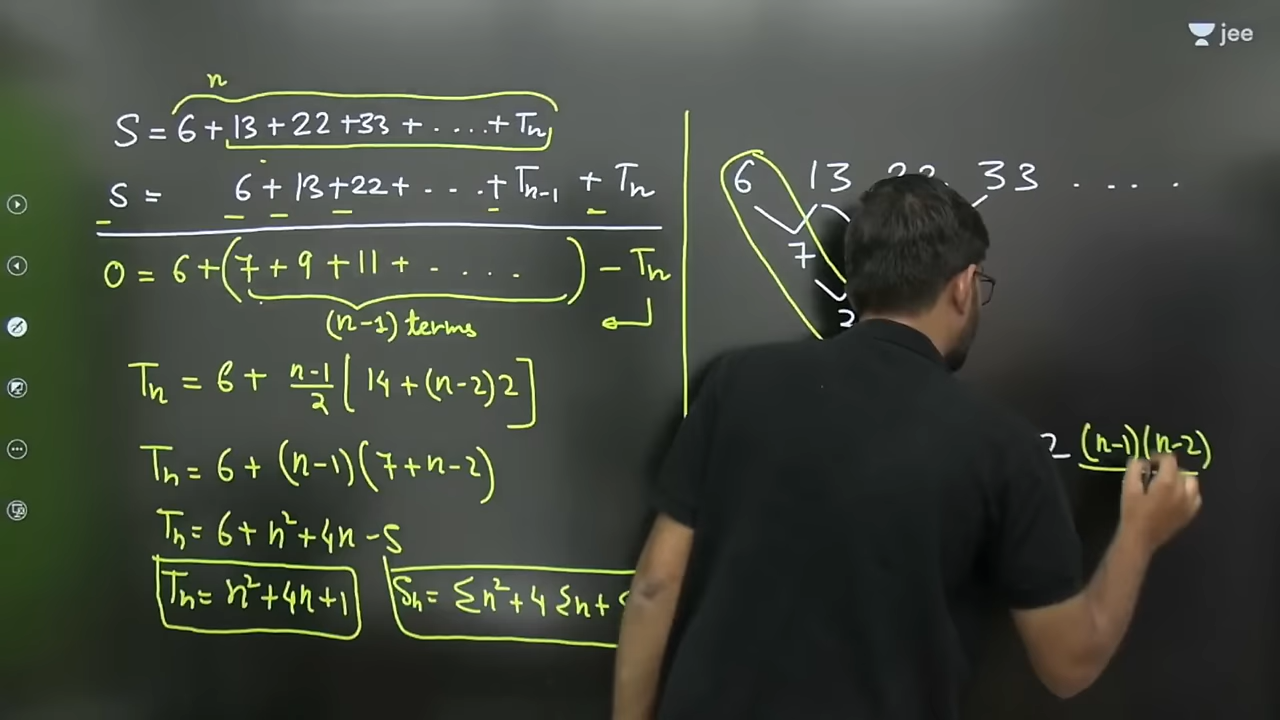 jee
n
S = 6 + 13 + 22 + 33 + .... + Tn
S = 6 + 13 + 22 + ... + Tn-1 + Tn
0 = 6 + (7 + 9 + 11 + ....) - Tn
(n-1) terms
Tn = 6 + n-1/2 [14 + (n-2)2]
Tn = 6 + (n-1)(7+n-2)
Tn = 6 + n² + 4n - 5
Tn = n² + 4n + 1
Sn = Σn² + 4Σn +
6 13 33 ....
7
2
2 (n-1)(n-2)